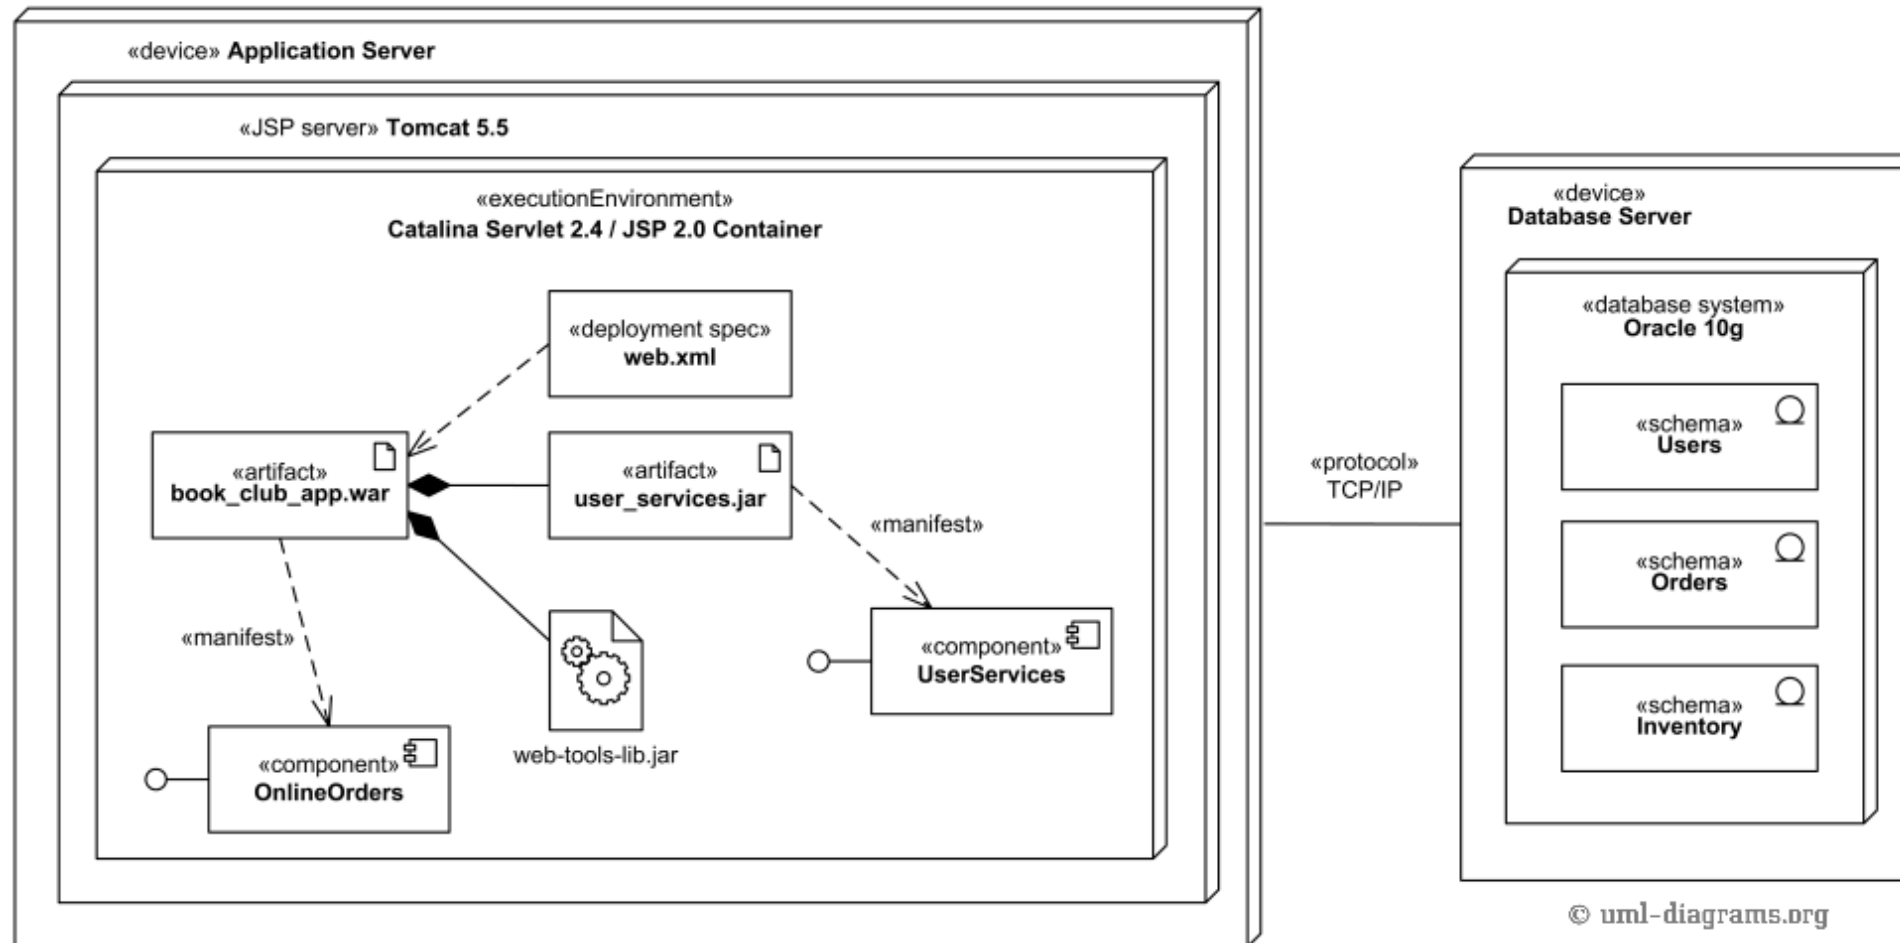 «device» Application Server
«JSP server» Tomcat 5.5
«executionEnvironment»
Catalina Servlet 2.4 / JSP 2.0 Container
«deployment spec»
web.xml
«artifact»
book_club_app.war
«artifact»
user_services.jar
«manifest»
«manifest»
«component»
UserServices
web-tools-lib.jar
«component»
OnlineOrders
«protocol»
TCP/IP
«device»
Database Server
«database system»
Oracle 10g
«schema»
Users
«schema»
Orders
«schema»
Inventory
© uml-diagrams.org